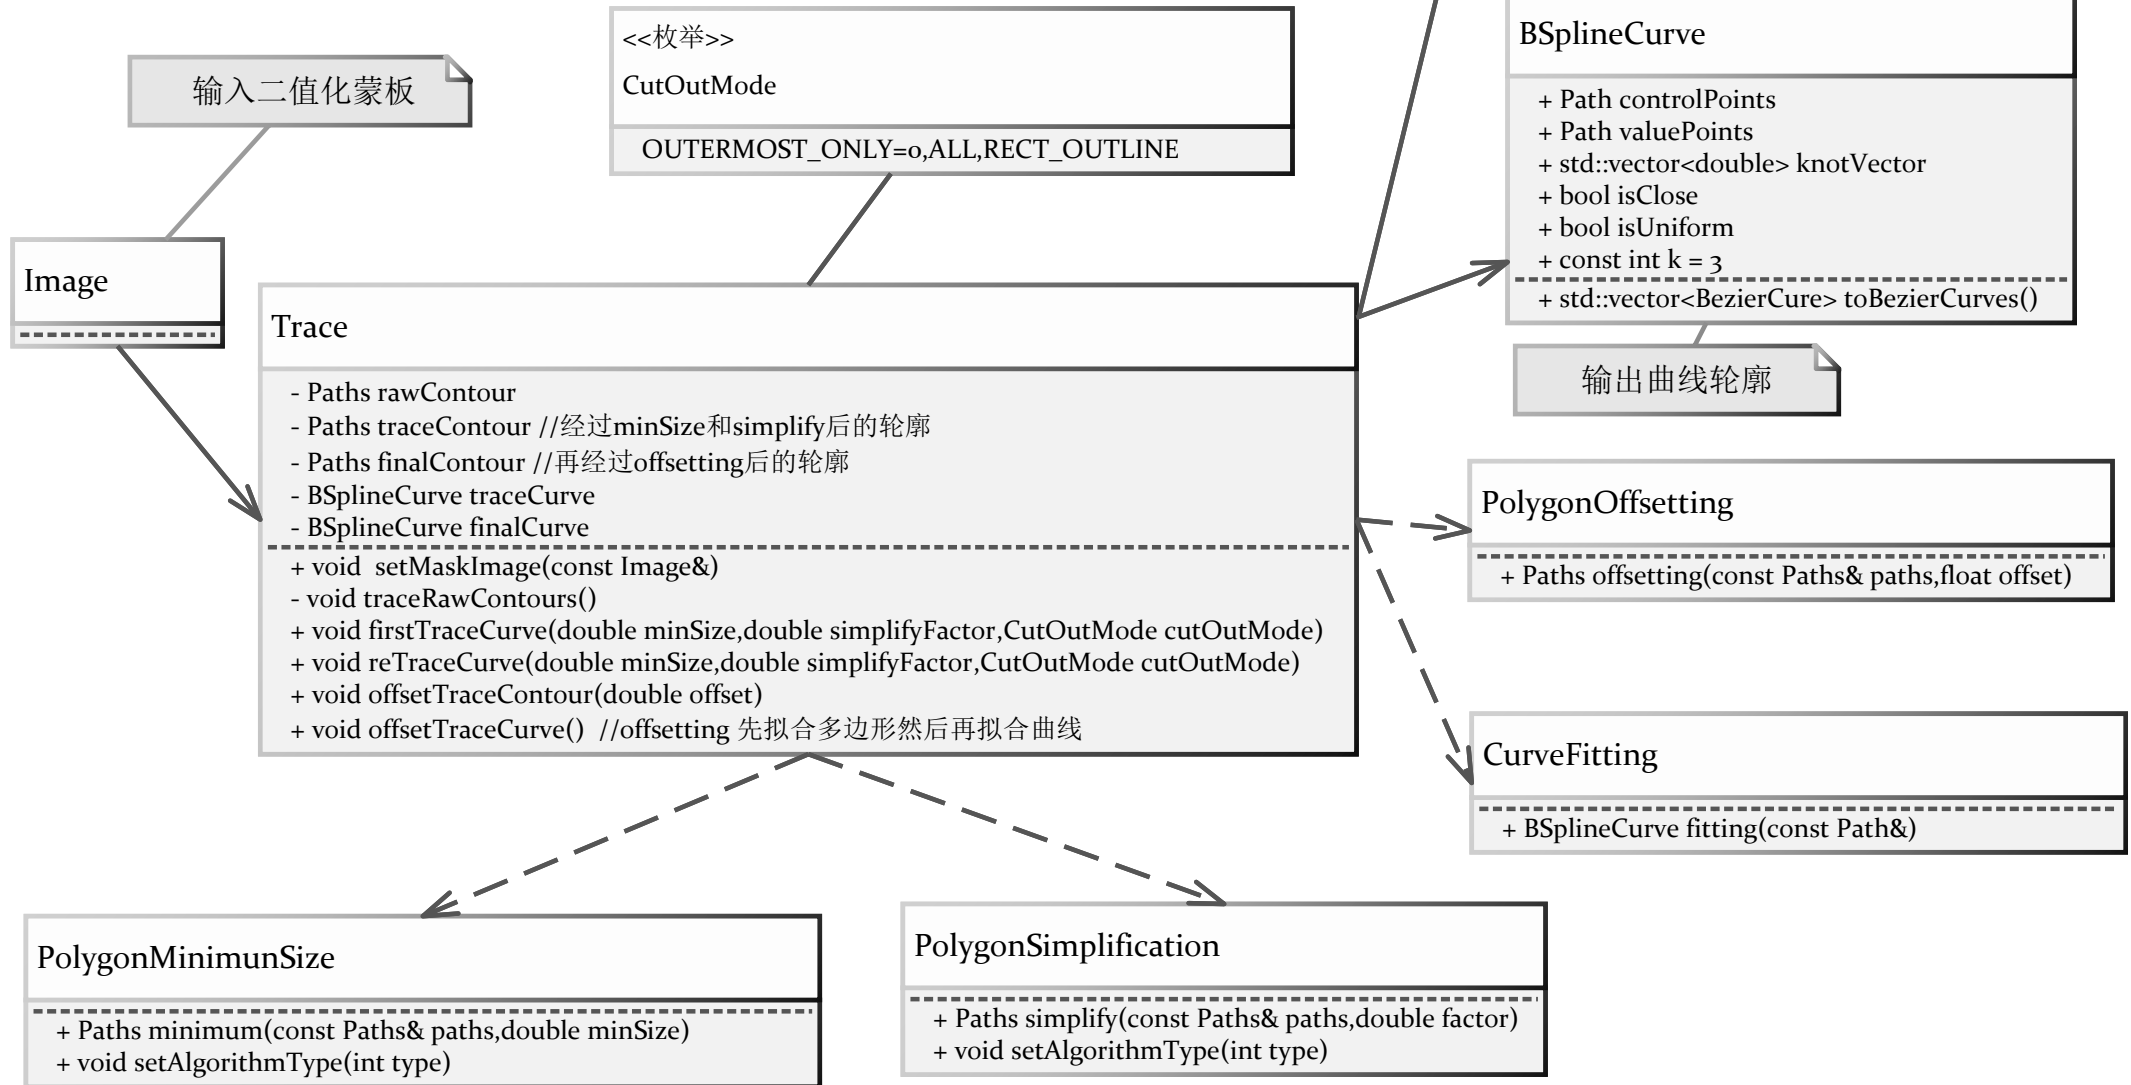 <<枚举>>
CutOutMode
OUTERMOST_ONLY=0,ALL,RECT_OUTLINE
BSplineCurve
+ Path controlPoints
+ Path valuePoints
+ std::vector<double> knotVector
+ bool isClose
+ bool isUniform
+ const int k = 3
+ std::vector<BezierCure> toBezierCurves()
输入二值化蒙板
Image
输出曲线轮廓
Trace
- Paths rawContour
- Paths traceContour //经过minSize和simplify后的轮廓
- Paths finalContour //再经过offsetting后的轮廓
- BSplineCurve traceCurve
- BSplineCurve finalCurve
+ void  setMaskImage(const Image&)
- void traceRawContours()
+ void firstTraceCurve(double minSize,double simplifyFactor,CutOutMode cutOutMode)
+ void reTraceCurve(double minSize,double simplifyFactor,CutOutMode cutOutMode)
+ void offsetTraceContour(double offset)
+ void offsetTraceCurve()  //offsetting 先拟合多边形然后再拟合曲线
PolygonOffsetting
+ Paths offsetting(const Paths& paths,float offset)
CurveFitting
+ BSplineCurve fitting(const Path&)
PolygonMinimunSize
+ Paths minimum(const Paths& paths,double minSize)
+ void setAlgorithmType(int type)
PolygonSimplification
+ Paths simplify(const Paths& paths,double factor)
+ void setAlgorithmType(int type)